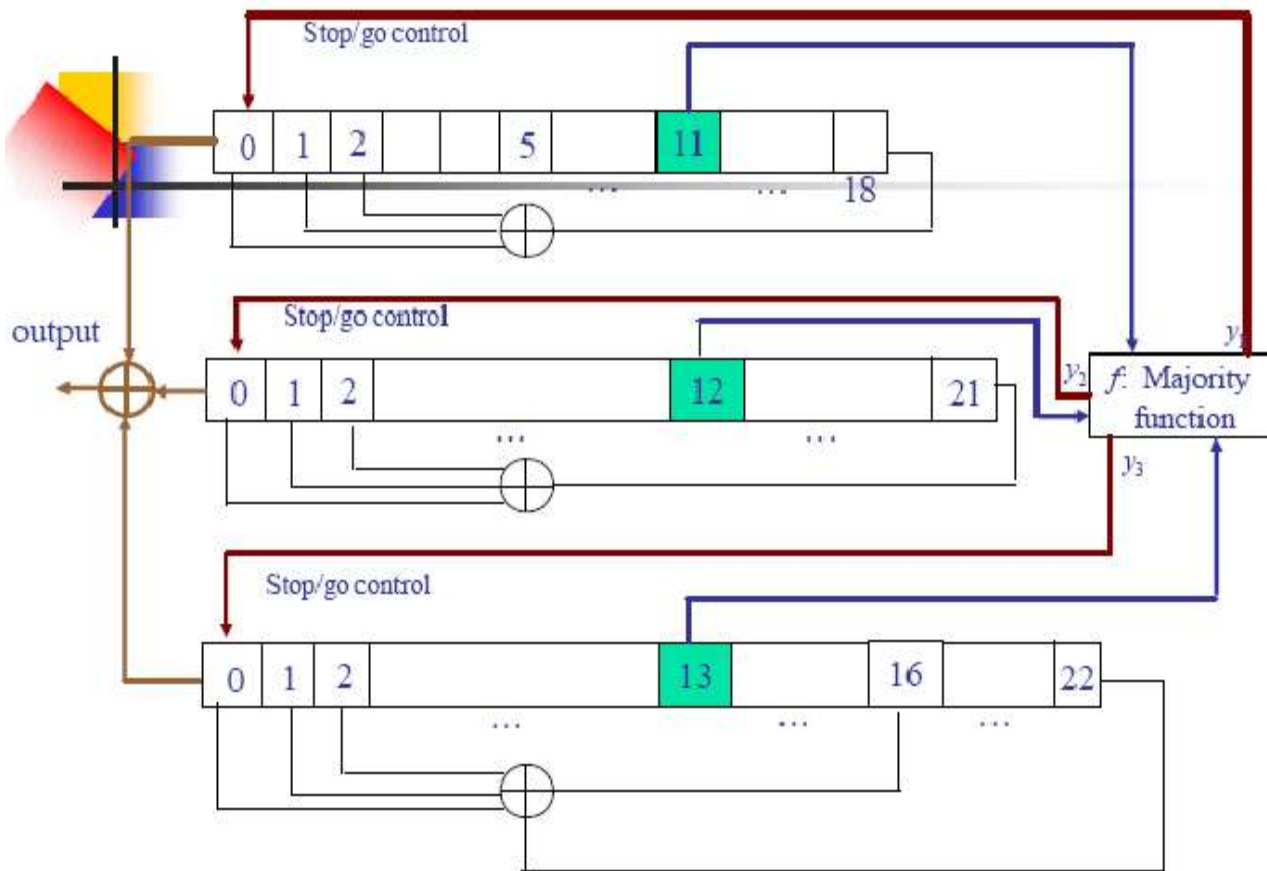 Stop/go control
0 1 2 5 11
... ... 18
y1
Stop/go control
output
y2
f: Majority
function
0 1 2 12 21
... ...
y3
Stop/go control
0 1 2 13 16 22
... ... ...